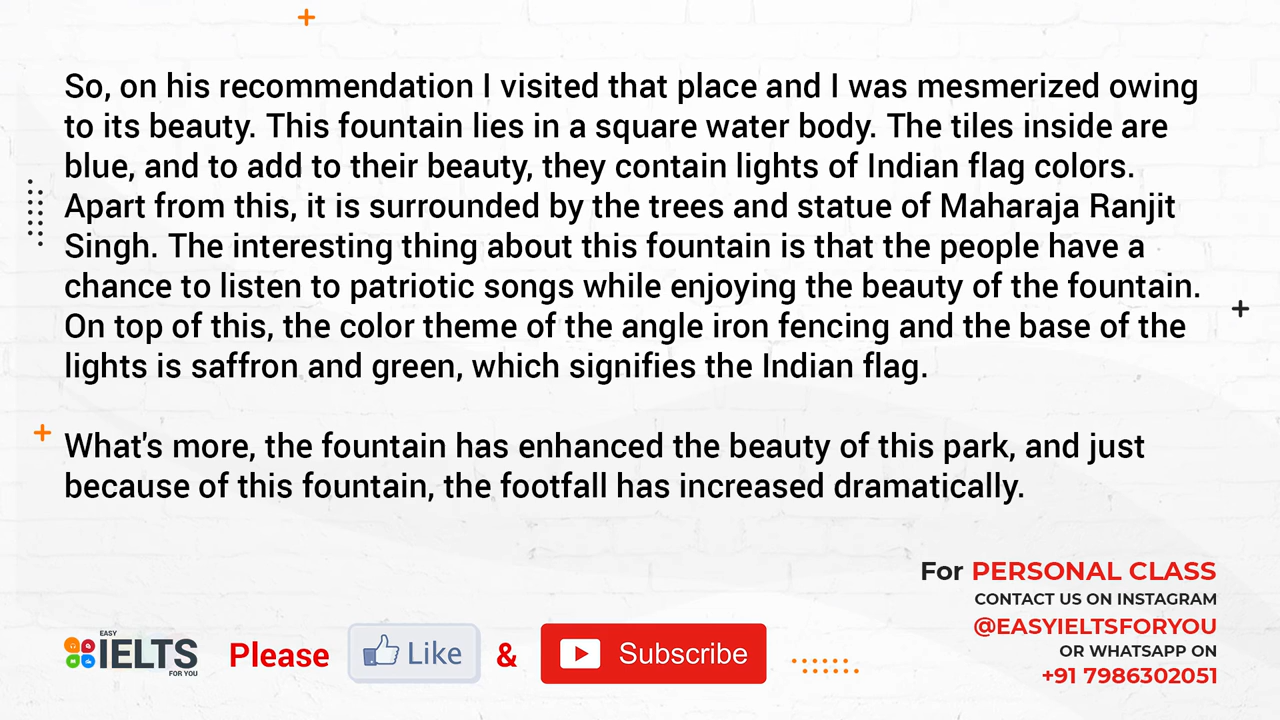 So, on his recommendation I visited that place and I was mesmerized owing
to its beauty. This fountain lies in a square water body. The tiles inside are
blue, and to add to their beauty, they contain lights of Indian flag colors.
Apart from this, it is surrounded by the trees and statue of Maharaja Ranjit
Singh. The interesting thing about this fountain is that the people have a
chance to listen to patriotic songs while enjoying the beauty of the fountain.
On top of this, the color theme of the angle iron fencing and the base of the
lights is saffron and green, which signifies the Indian flag.
What's more, the fountain has enhanced the beauty of this park, and just
because of this fountain, the footfall has increased dramatically.
For PERSONAL CLASS
CONTACT US ON INSTAGRAM
@EASYIELTSFORYOU
OR WHATSAPP ON
+91 7986302051
EASY
IELTS
FOR YOU
Please Like & Subscribe